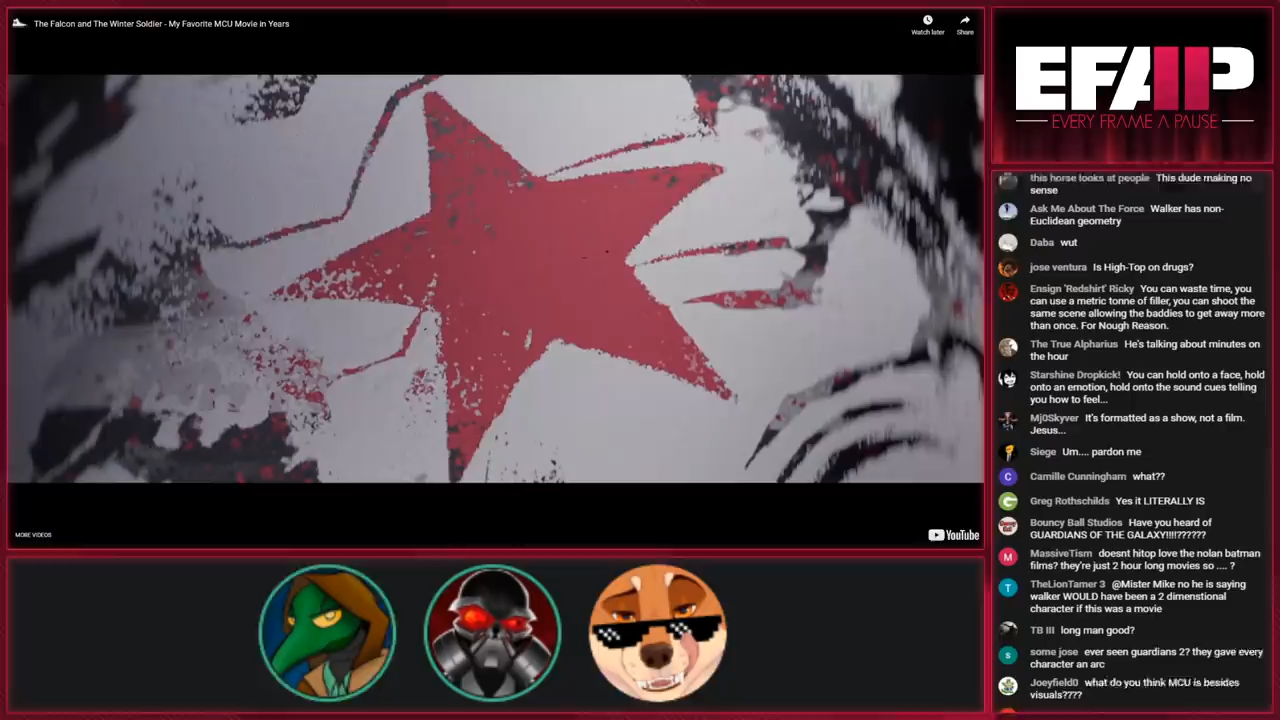 The Falcon and The Winter Soldier - My Favorite MCU Movie in Years
Watch later
Share
MORE VIDEOS
YouTube
EFAP
EVERY FRAME A PAUSE
this horse looks at people This dude making no
sense
Ask Me About The Force Walker has non-
Euclidean geometry
Daba wut
jose ventura Is High-Top on drugs?
Ensign 'Redshirt' Ricky You can waste time, you
can use a metric tonne of filler, you can shoot the
same scene allowing the baddies to get away more
than once. For Nough Reason.
The True Alpharius He's talking about minutes on
the hour
Starshine Dropkick! You can hold onto a face, hold
onto an emotion, hold onto the sound cues telling
you how to feel...
Mj0Skyver It's formatted as a show, not a film.
Jesus...
Siege Um.... pardon me
C
Camille Cunningham what??
Greg Rothschilds Yes it LITERALLY IS
Bouncy Ball Studios Have you heard of
GUARDIANS OF THE GALAXY!!!!??????
M
MassiveTism doesnt hitop love the nolan batman
films? they're just 2 hour long movies so .... ?
T
TheLionTamer 3 @Mister Mike no he is saying
walker WOULD have been a 2 dimenstional
character if this was a movie
TB III long man good?
s
some jose ever seen guardians 2? they gave every
character an arc
Joeyfield0 what do you think MCU is besides
visuals????